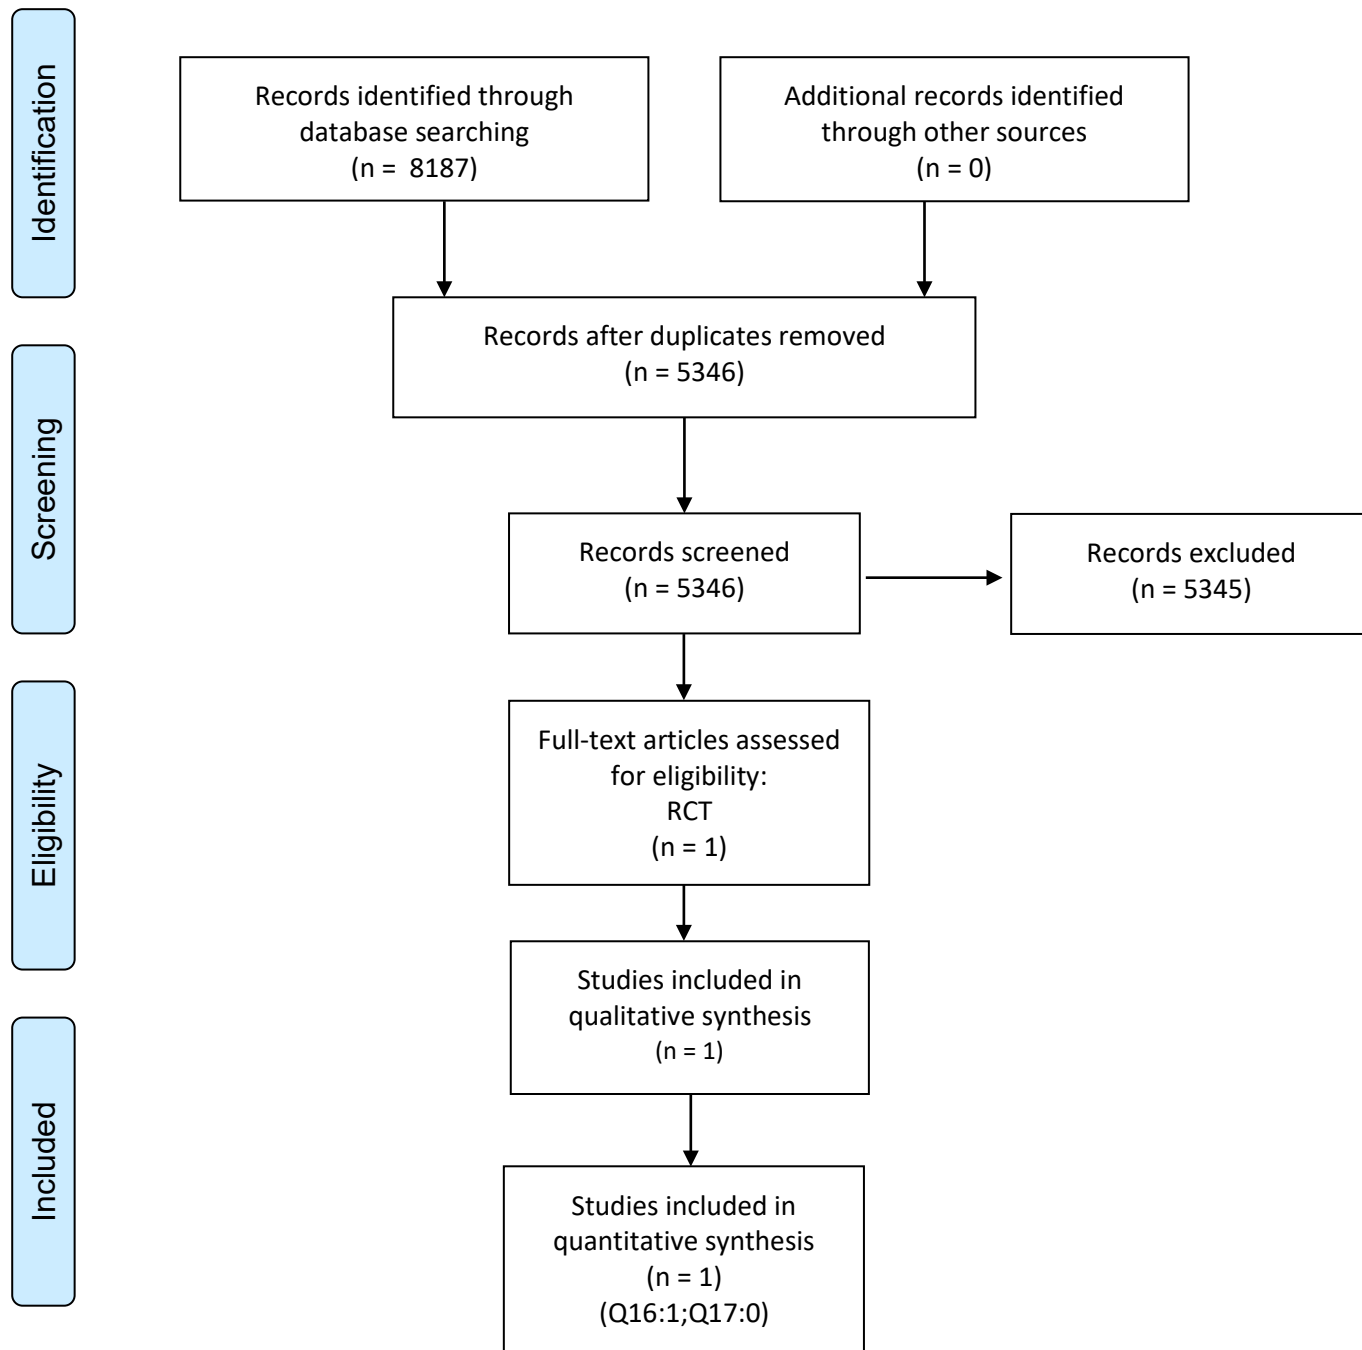 Identification
Records identified through
database searching
(n =  8187)
Additional records identified
through other sources
(n = 0)
Records after duplicates removed
(n = 5346)
Screening
Records screened
(n = 5346)
Records excluded
(n = 5345)
Eligibility
Full-text articles assessed
for eligibility:
RCT
(n = 1)
Studies included in
qualitative synthesis
(n = 1)
Included
Studies included in
quantitative synthesis
(n = 1)
(Q16:1;Q17:0)